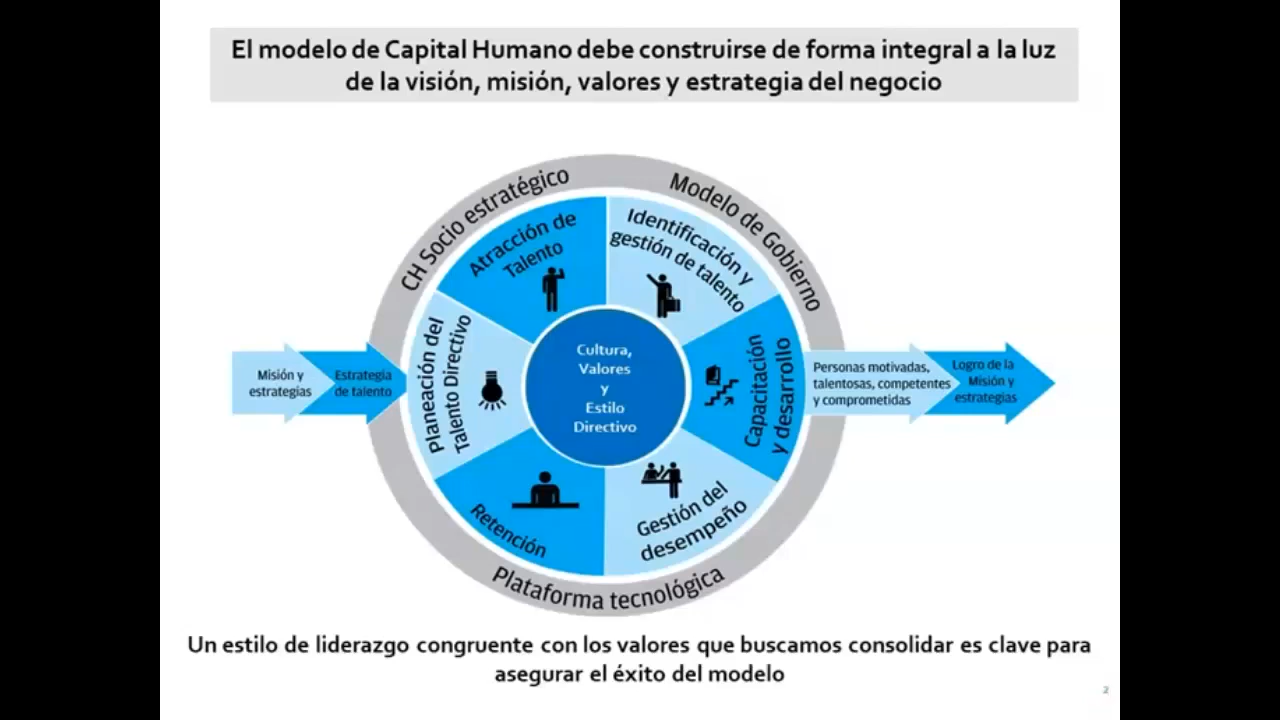 El modelo de Capital Humano debe construirse de forma integral a la luz
de la visión, misión, valores y estrategia del negocio
CH Socio estratégico
Modelo de Gobierno
Atracción de
Talento
Identificación y
gestión de talento
Planeación del
Talento Directivo
Cultura,
Valores
y
Estilo
Directivo
Capacitación
y desarrollo
Misión y
estrategias
Estrategia
de talento
Personas motivadas,
talentosas, competentes
y comprometidas
Logro de la
Misión y
estrategias
Retención
Gestión del
desempeño
Plataforma tecnológica
Un estilo de liderazgo congruente con los valores que buscamos consolidar es clave para
asegurar el éxito del modelo
2